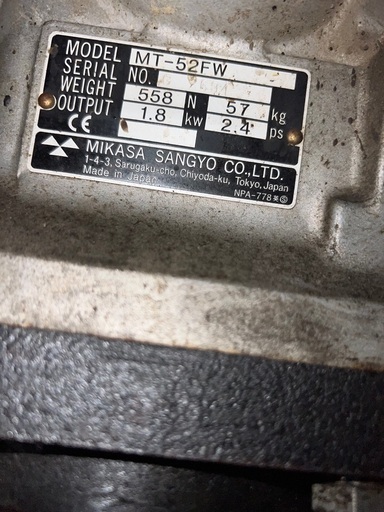 MODEL MT-52FW
SERIAL NO.
WEIGHT 558 N 57 kg
OUTPUT 1.8 kw 2.4 ps
CE
MIKASA SANGYO CO.,LTD.
1-4-3, Sarugaku-cho, Chiyoda-ku, Tokyo, Japan
Made in Japan
NPA-778